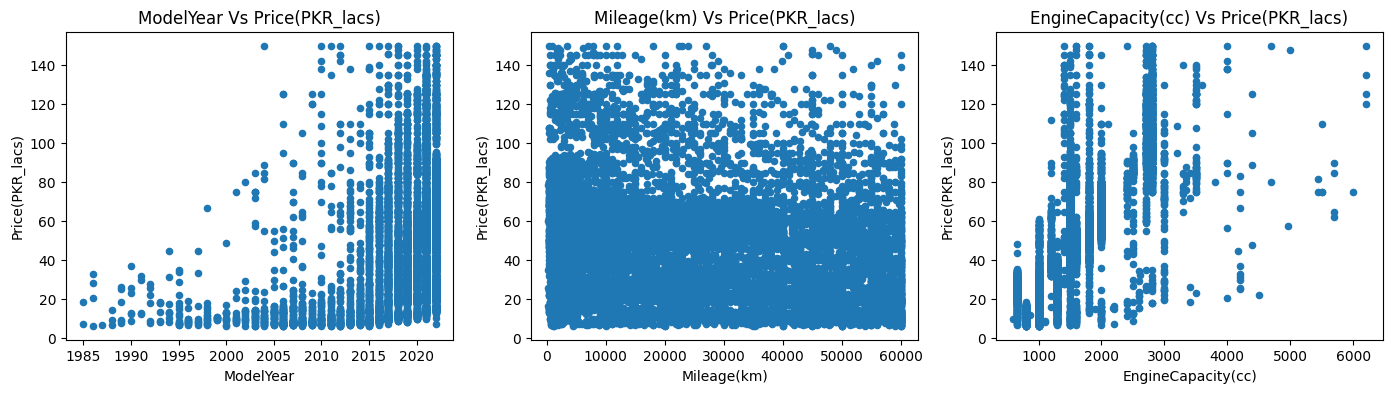 ModelYear Vs Price(PKR_lacs)
Price(PKR_lacs)
140
120
100
80
60
40
20
0
1985 1990 1995 2000 2005 2010 2015 2020
ModelYear
Mileage(km) Vs Price(PKR_lacs)
Price(PKR_lacs)
140
120
100
80
60
40
20
0
0 10000 20000 30000 40000 50000 60000
Mileage(km)
EngineCapacity(cc) Vs Price(PKR_lacs)
Price(PKR_lacs)
140
120
100
80
60
40
20
0
1000 2000 3000 4000 5000 6000
EngineCapacity(cc)